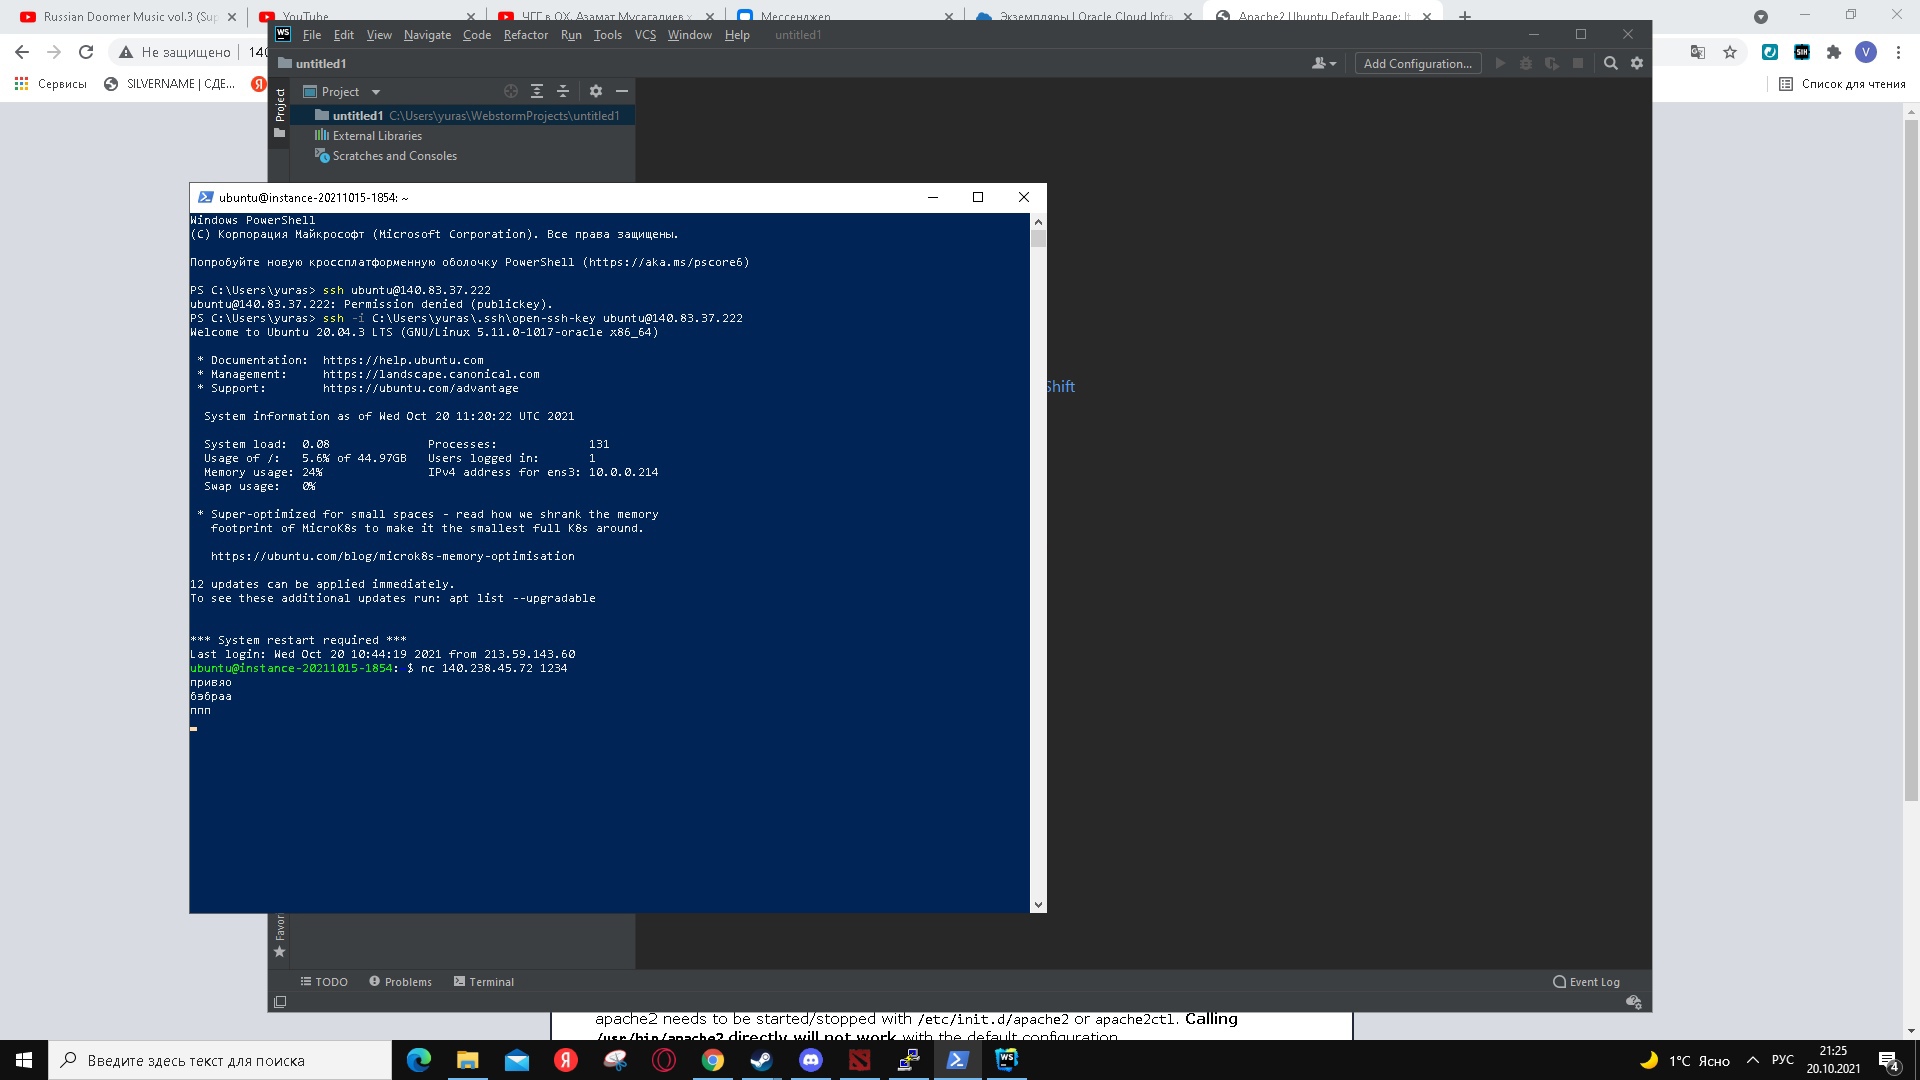 Russian Doomer Music vol.3 (Sup
YouTube
ЧГГ в ОХ. Азамат Мусагалиев x
Мессенджер
Экземпляры | Oracle Cloud Infra
Apache2 Ubuntu Default Page: It
WS File Edit View Navigate Code Refactor Run Tools VCS Window Help untitled1
Не защищено 140
untitled1
Add Configuration...
V
Сервисы
SILVERNAME | СДЕ...
Я
Список для чтения
Project
Project
untitled1 C:\Users\yuras\WebstormProjects\untitled1
External Libraries
Scratches and Consoles
ubuntu@instance-20211015-1854: ~
Windows PowerShell
(C) Корпорация Майкрософт (Microsoft Corporation). Все права защищены.
Попробуйте новую кроссплатформенную оболочку PowerShell (https://aka.ms/pscore6)
PS C:\Users\yuras> ssh ubuntu@140.83.37.222
ubuntu@140.83.37.222: Permission denied (publickey).
PS C:\Users\yuras> ssh -i C:\Users\yuras\.ssh\open-ssh-key ubuntu@140.83.37.222
Welcome to Ubuntu 20.04.3 LTS (GNU/Linux 5.11.0-1017-oracle x86_64)
* Documentation: https://help.ubuntu.com
* Management: https://landscape.canonical.com
* Support: https://ubuntu.com/advantage
System information as of Wed Oct 20 11:20:22 UTC 2021
System load: 0.08 Processes: 131
Usage of /: 5.6% of 44.97GB Users logged in: 1
Memory usage: 24% IPv4 address for ens3: 10.0.0.214
Swap usage: 0%
* Super-optimized for small spaces - read how we shrank the memory
footprint of MicroK8s to make it the smallest full K8s around.
https://ubuntu.com/blog/microk8s-memory-optimisation
12 updates can be applied immediately.
To see these additional updates run: apt list --upgradable
*** System restart required ***
Last login: Wed Oct 20 10:44:19 2021 from 213.59.143.60
ubuntu@instance-20211015-1854: $ nc 140.238.45.72 1234
привяо
бэбраа
ппп
Shift
Favori
TODO Problems Terminal
Event Log
apache2 needs to be started/stopped with /etc/init.d/apache2 or apache2ctl. Calling
/usr/bin/apache2 directly will not work with the default configuration.
Введите здесь текст для поиска
Я
WS
1°C Ясно
РУС
21:25
20.10.2021
4